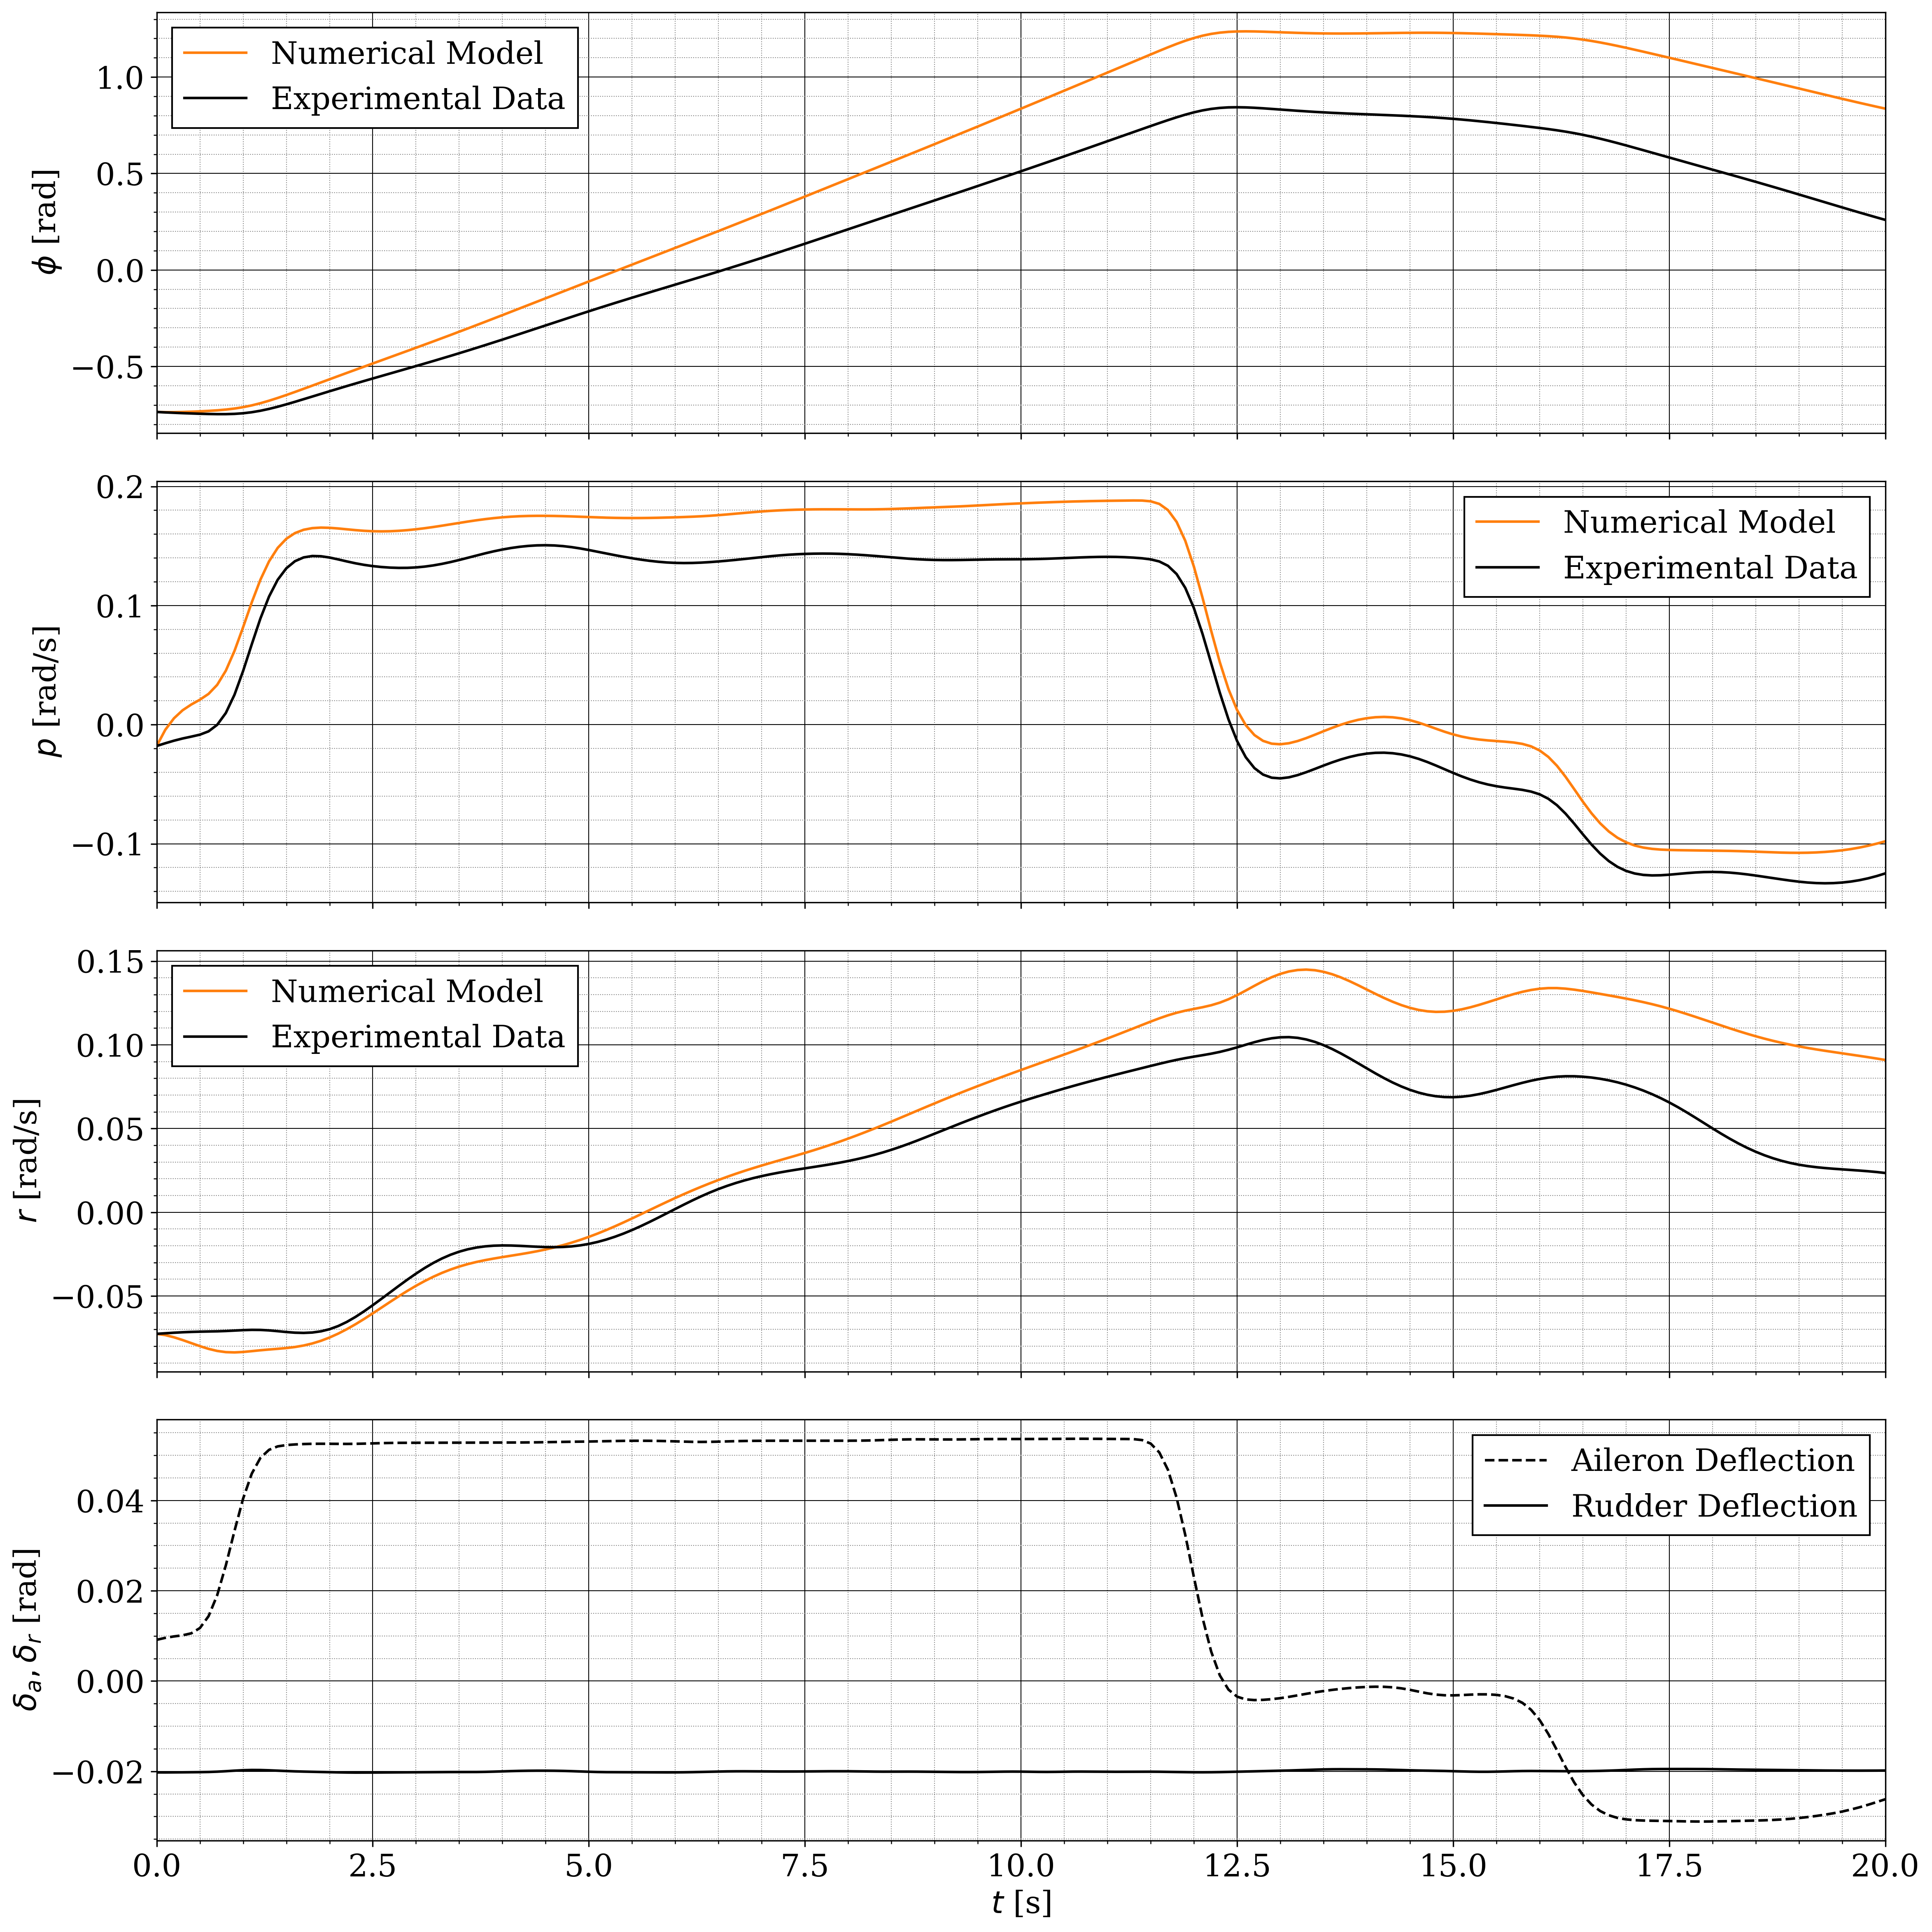 Numerical Model
Experimental Data
1.0
0.5
0.0
−0.5
ϕ [rad]
0.2
0.1
0.0
−0.1
p [rad/s]
Numerical Model
Experimental Data
0.15
0.10
0.05
0.00
−0.05
r [rad/s]
Numerical Model
Experimental Data
0.04
0.02
0.00
−0.02
δa, δr [rad]
Aileron Deflection
Rudder Deflection
0.0 2.5 5.0 7.5 10.0 12.5 15.0 17.5 20.0
t [s]